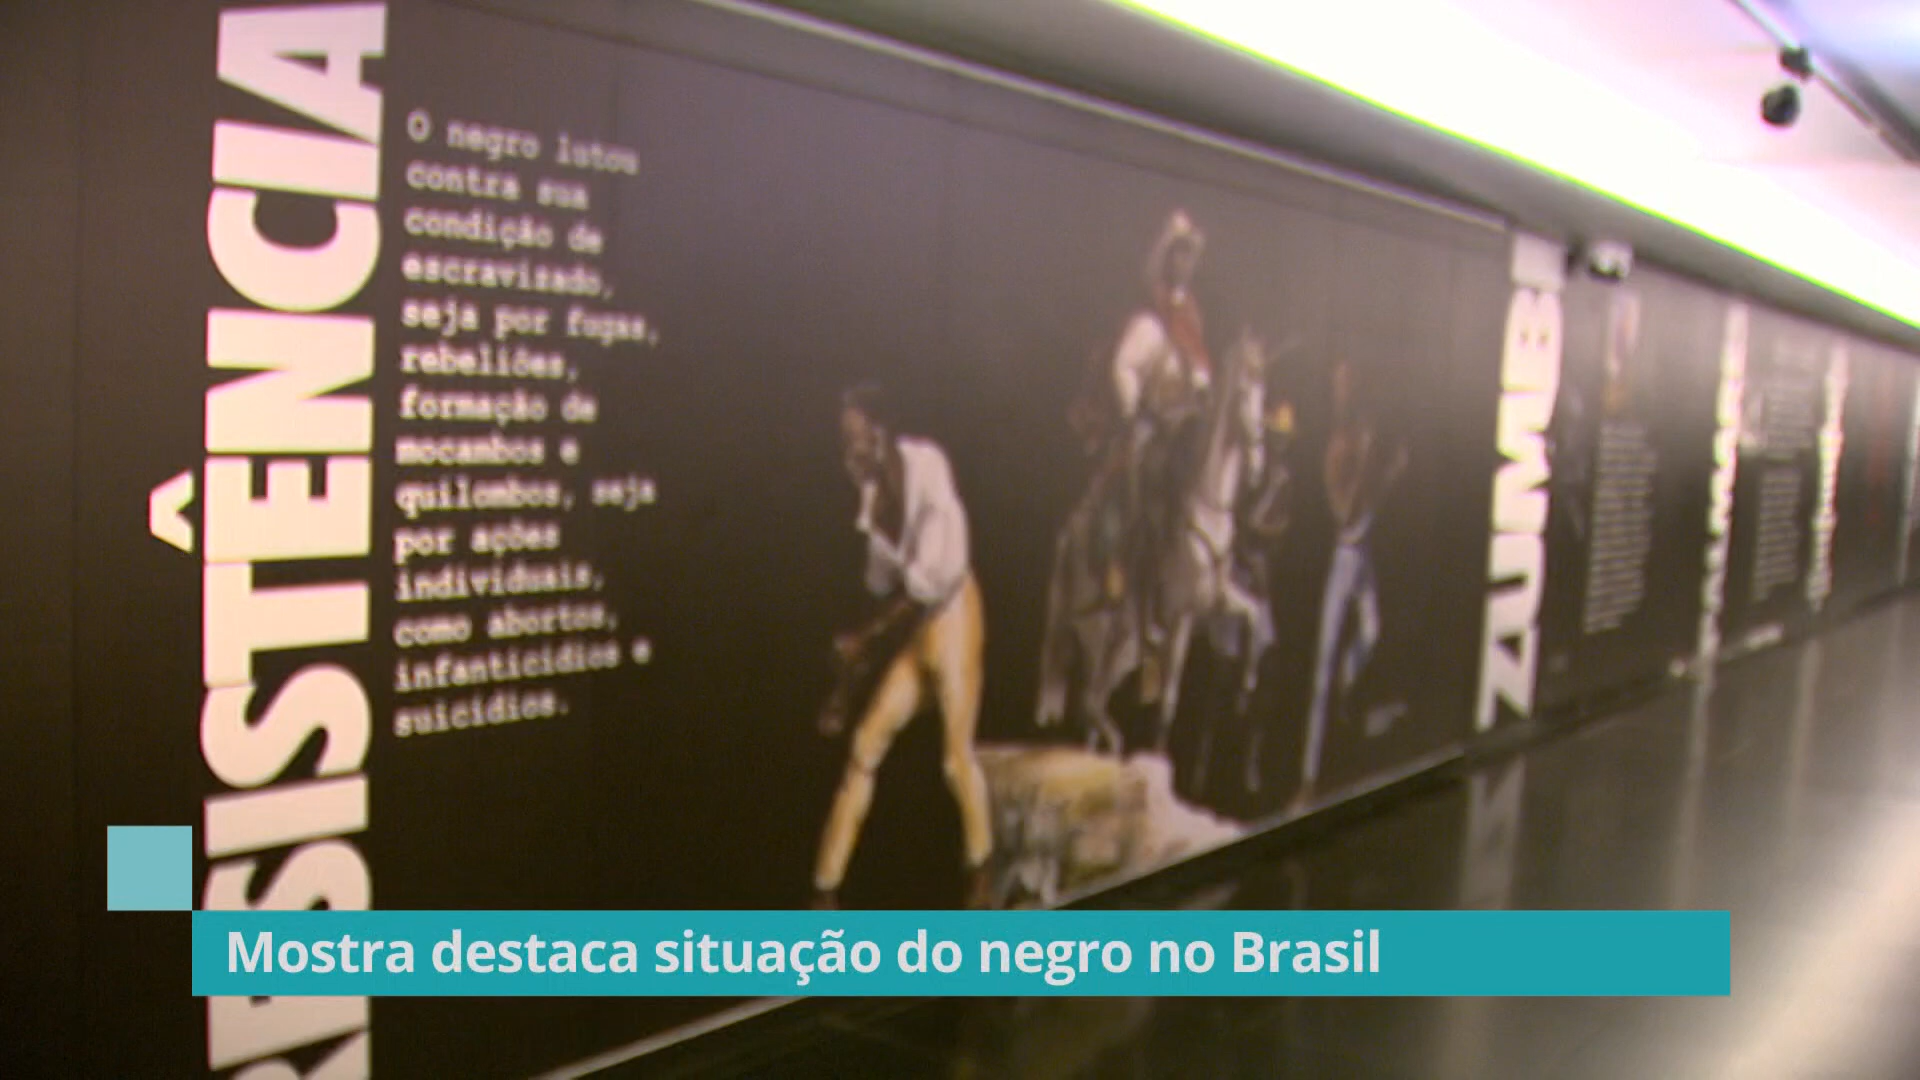 RESISTÊNCIA
O negro lutou
contra sua
condição de
escravizado,
seja por fugas,
rebeliões,
formação de
mocambos e
quilombos, seja
por ações
individuais,
como abortos,
infanticídios e
suicídios.
ZUMBI
Mostra destaca situação do negro no Brasil